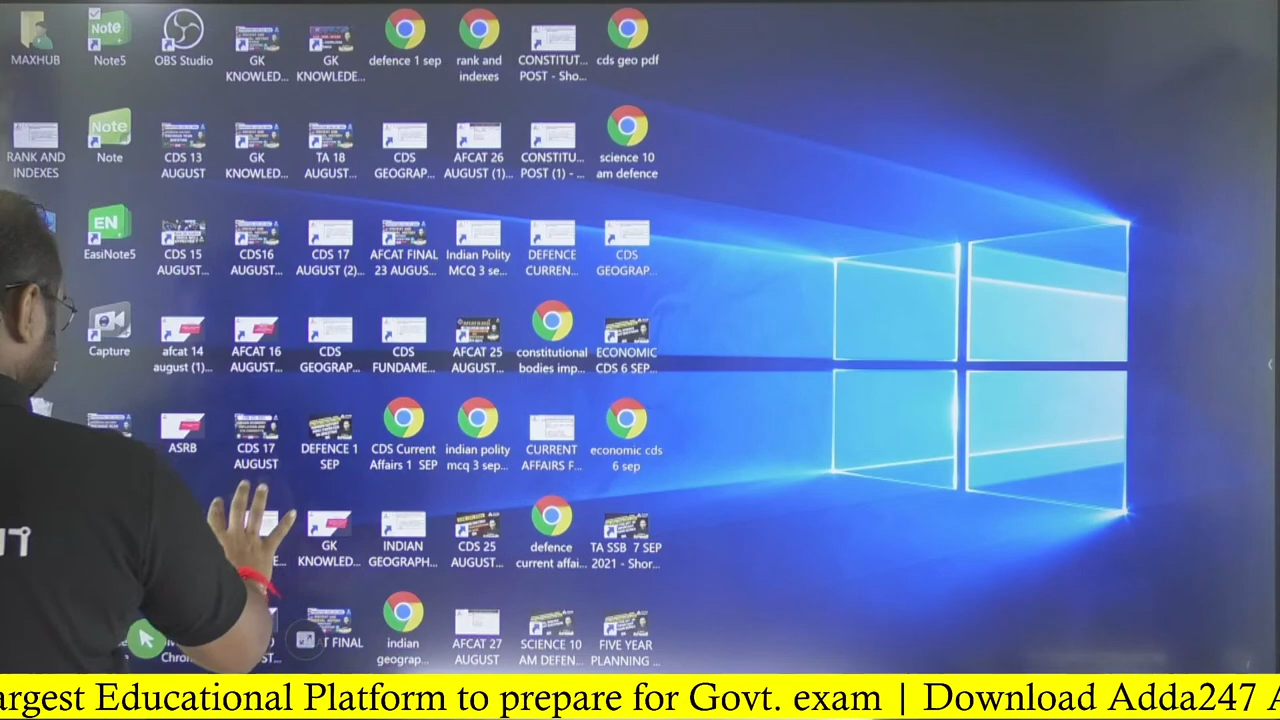 MAXHUB
Note
Note5
OBS Studio
GK
KNOWLED...
GK
KNOWLEDE...
defence 1 sep
rank and
indexes
CONSTITUT...
POST - Sho...
cds geo pdf
RANK AND
INDEXES
Note
Note
CDS 13
AUGUST
GK
KNOWLED...
TA 18
AUGUST...
CDS
GEOGRAP...
AFCAT 26
AUGUST (1)...
CONSTITU...
POST (1) - ...
science 10
am defence
EN
EasiNote5
CDS 15
AUGUST...
CDS16
AUGUST...
CDS 17
AUGUST (2)...
AFCAT FINAL
23 AUGUS...
Indian Polity
MCQ 3 se...
DEFENCE
CURREN...
CDS
GEOGRAP...
Capture
afcat 14
august (1)...
AFCAT 16
AUGUST...
CDS
GEOGRAP...
CDS
FUNDAME...
AFCAT 25
AUGUST...
constitutional
bodies imp...
ECONOMIC
CDS 6 SEP...
ASRB
CDS 17
AUGUST
DEFENCE 1
SEP
CDS Current
Affairs 1 SEP
indian polity
mcq 3 sep...
CURRENT
AFFAIRS F...
economic cds
6 sep
GK
KNOWLED...
INDIAN
GEOGRAPH...
CDS 25
AUGUST...
defence
current affai...
TA SSB 7 SEP
2021 - Shor...
Chro
T FINAL
indian
geograp...
AFCAT 27
AUGUST
SCIENCE 10
AM DEFEN...
FIVE YEAR
PLANNING ...
argest Educational Platform to prepare for Govt. exam | Download Adda247 A